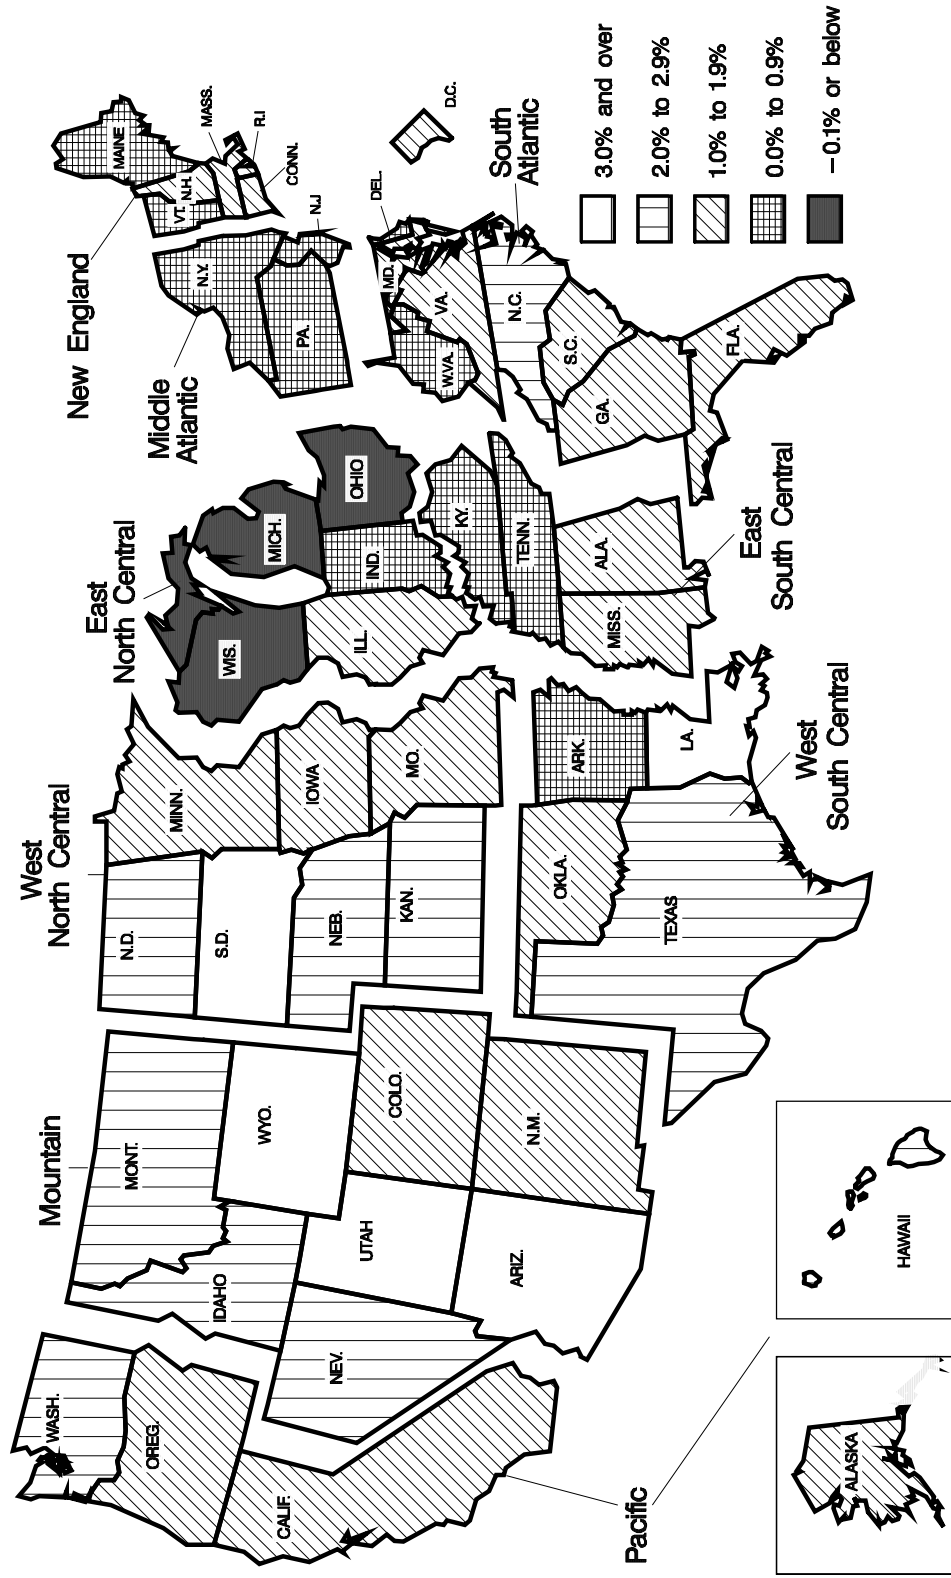 Pacific
Mountain
West
North Central
East
North Central
Middle
Atlantic
New England
WASH.
OREG.
CALIF.
NEV.
IDAHO
MONT.
WYO.
UTAH
ARIZ.
COLO.
N.M.
N.D.
S.D.
NEB.
KAN.
MINN.
IOWA
MO.
WIS.
MICH.
ILL.
IND.
OHIO
N.Y.
PA.
N.J
VT.
N.H.
MAINE
MASS.
R.I
CONN.
DEL.
MD.
D.C.
W.VA.
VA.
N.C.
S.C.
GA.
FLA.
KY.
TENN.
ALA.
MISS.
ARK.
LA.
OKLA.
TEXAS
ALASKA
HAWAII
West
South Central
East
South Central
South
Atlantic
3.0% and over
2.0% to 2.9%
1.0% to 1.9%
0.0% to 0.9%
−0.1% or below